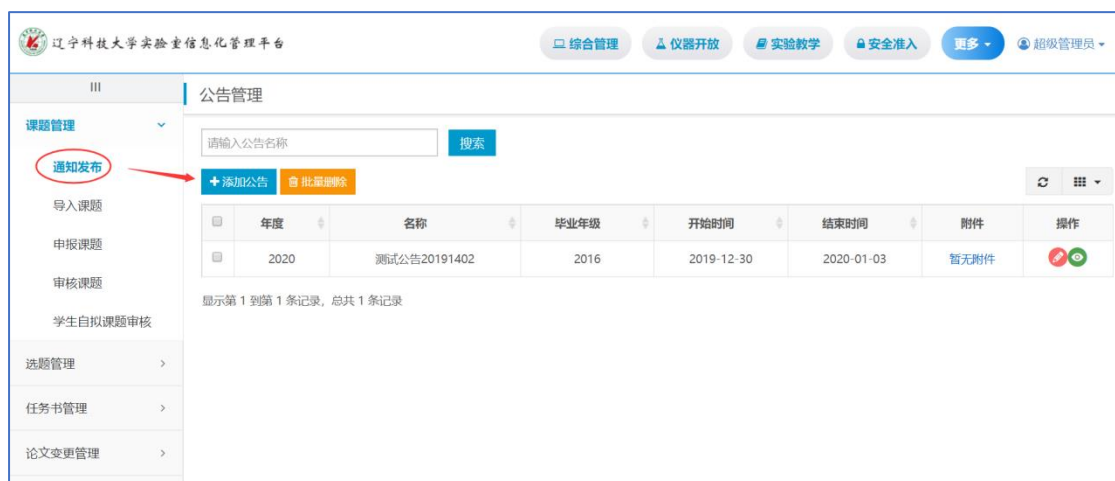 辽宁科技大学实验室信息化管理平台
综合管理 仪器开放 实验教学 安全准入 更多 超级管理员
公告管理
课题管理
通知发布
导入课题
申报课题
审核课题
学生自拟课题审核
选题管理
任务书管理
论文变更管理
请输入公告名称 搜索
添加公告 批量删除
年度 名称 毕业年级 开始时间 结束时间 附件 操作
2020 测试公告20191402 2016 2019-12-30 2020-01-03 暂无附件
显示第 1 到第 1 条记录，总共 1 条记录